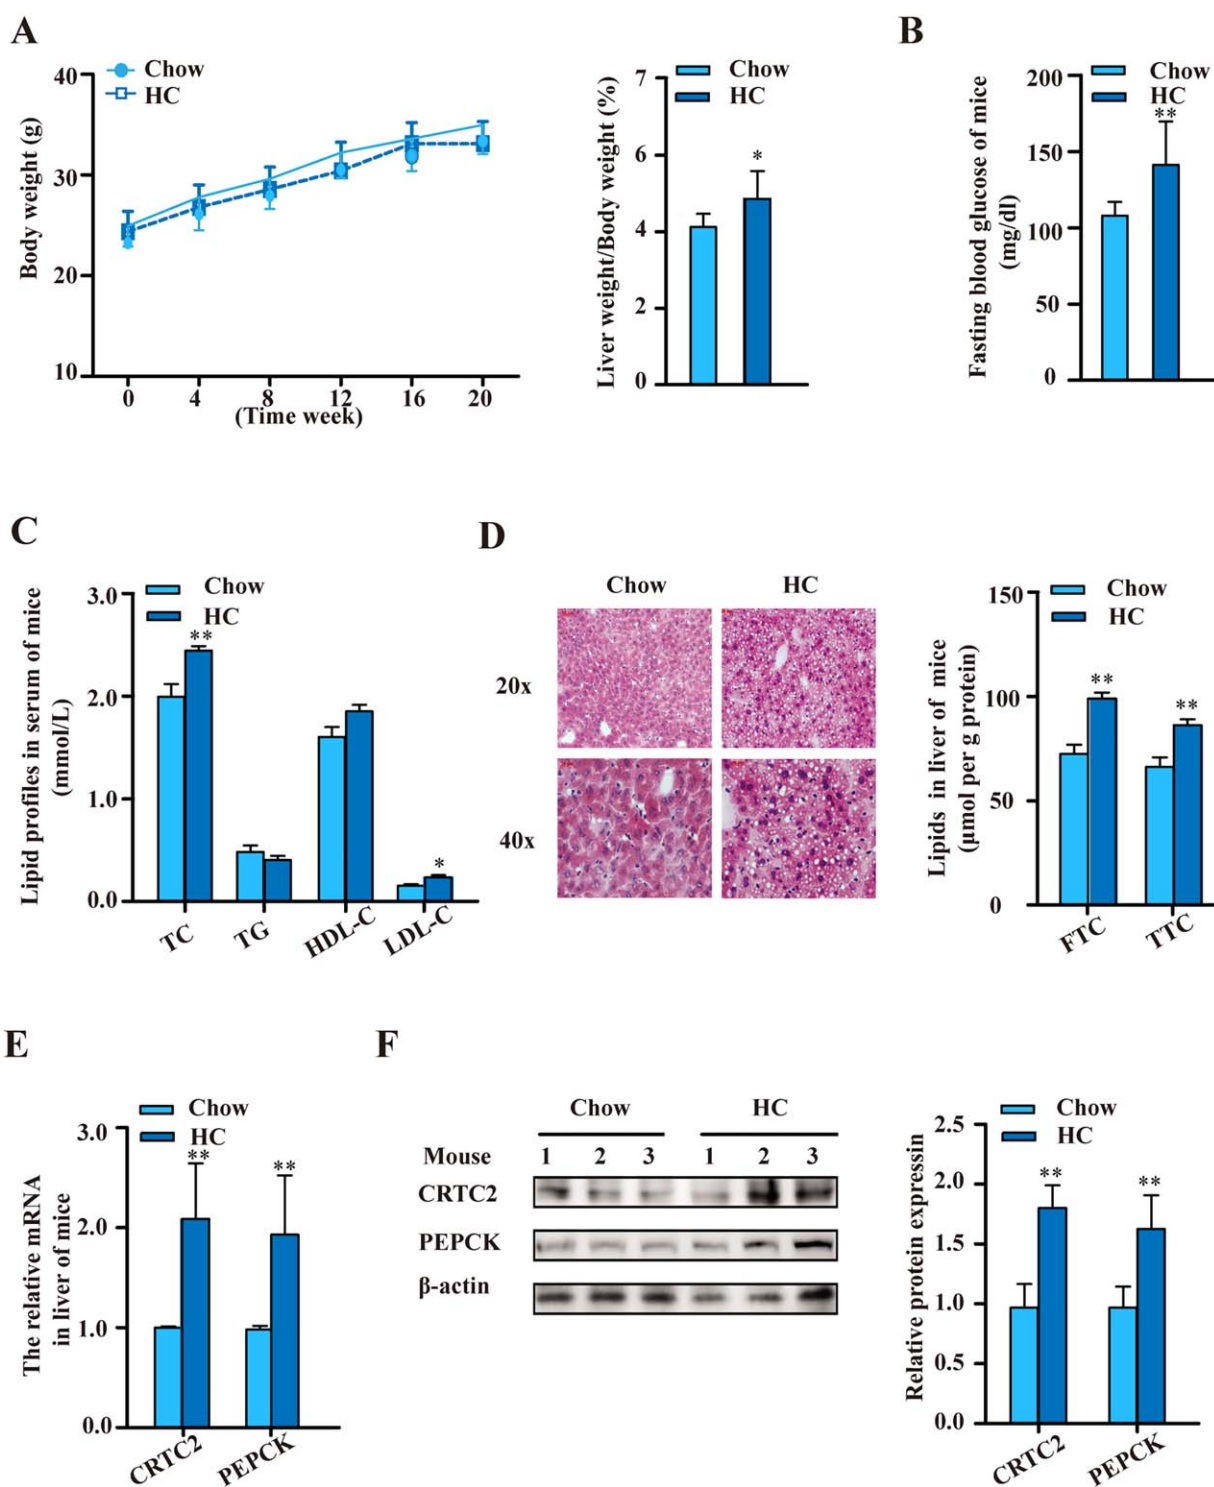 A
Chow
HC
40
30
20
10
Body weight (g)
0 4 8 12 16 20
(Time week)
Chow
HC
7
6
4
2
0
*
Liver weight/Body weight (%)
B
Chow
HC
**
200
150
100
50
0
Fasting blood glucose of mice
(mg/dl)
C
Chow
HC
3.0
2.0
1.0
0.0
**
*
Lipid profiles in serum of mice
(mmol/L)
TC TG HDL-C LDL-C
D
Chow HC
20x
40x
Chow
HC
150
100
50
0
**
**
Lipids in liver of mice
(μmol per g protein)
FTC TTC
E
Chow
HC
3.0
2.0
1.0
0.0
**
**
The relative mRNA
in liver of mice
CRTC2 PEPCK
F
Chow HC
Mouse 1 2 3 1 2 3
CRTC2
PEPCK
β-actin
Chow
HC
2.5
2.0
1.5
1.0
0.5
0.0
**
**
Relative protein expressin
CRTC2 PEPCK